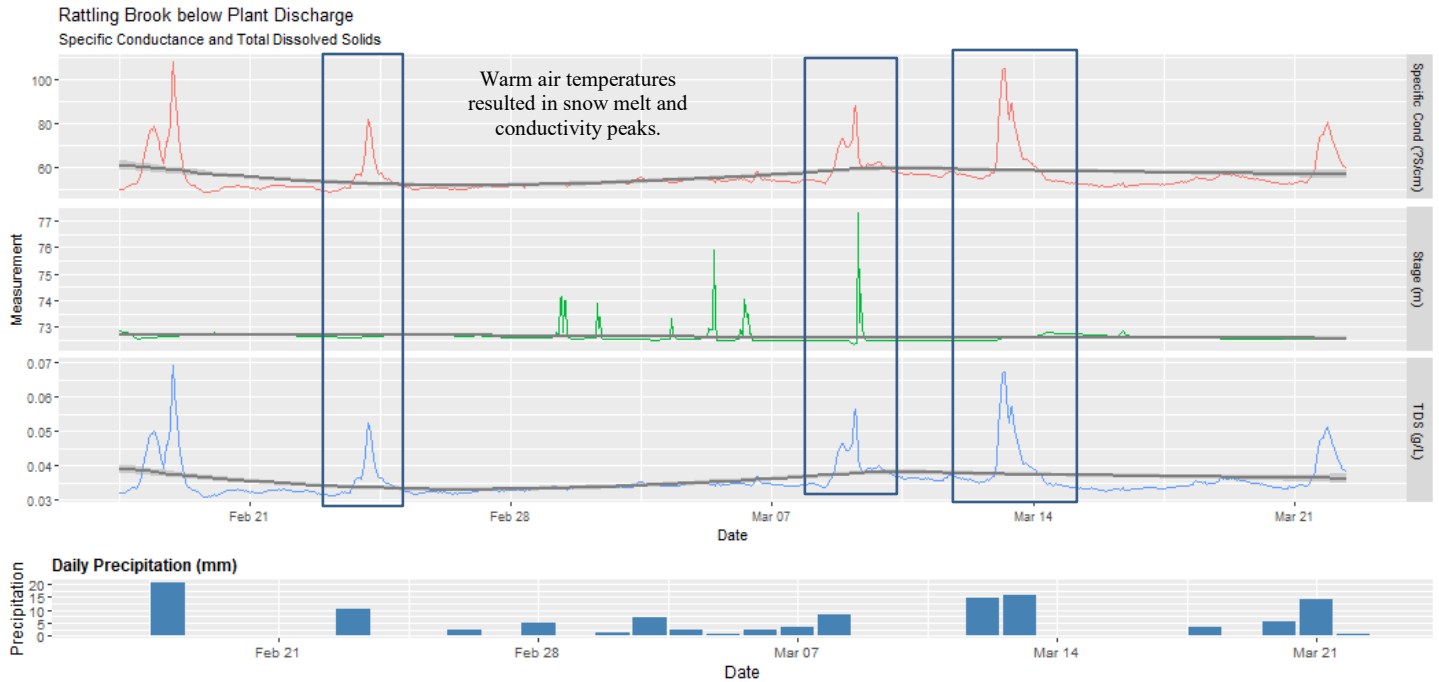 Rattling Brook below Plant Discharge
Specific Conductance and Total Dissolved Solids
Warm air temperatures
resulted in snow melt and
conductivity peaks.
100
80
60
Specific Cond (?S/cm)
Measurement
77
76
75
74
73
Stage (m)
0.07
0.06
0.05
0.04
0.03
TDS (g/L)
Feb 21 Feb 28 Mar 07 Mar 14 Mar 21
Date
Daily Precipitation (mm)
Precipitation
20
15
10
5
0
Feb 21 Feb 28 Mar 07 Mar 14 Mar 21
Date